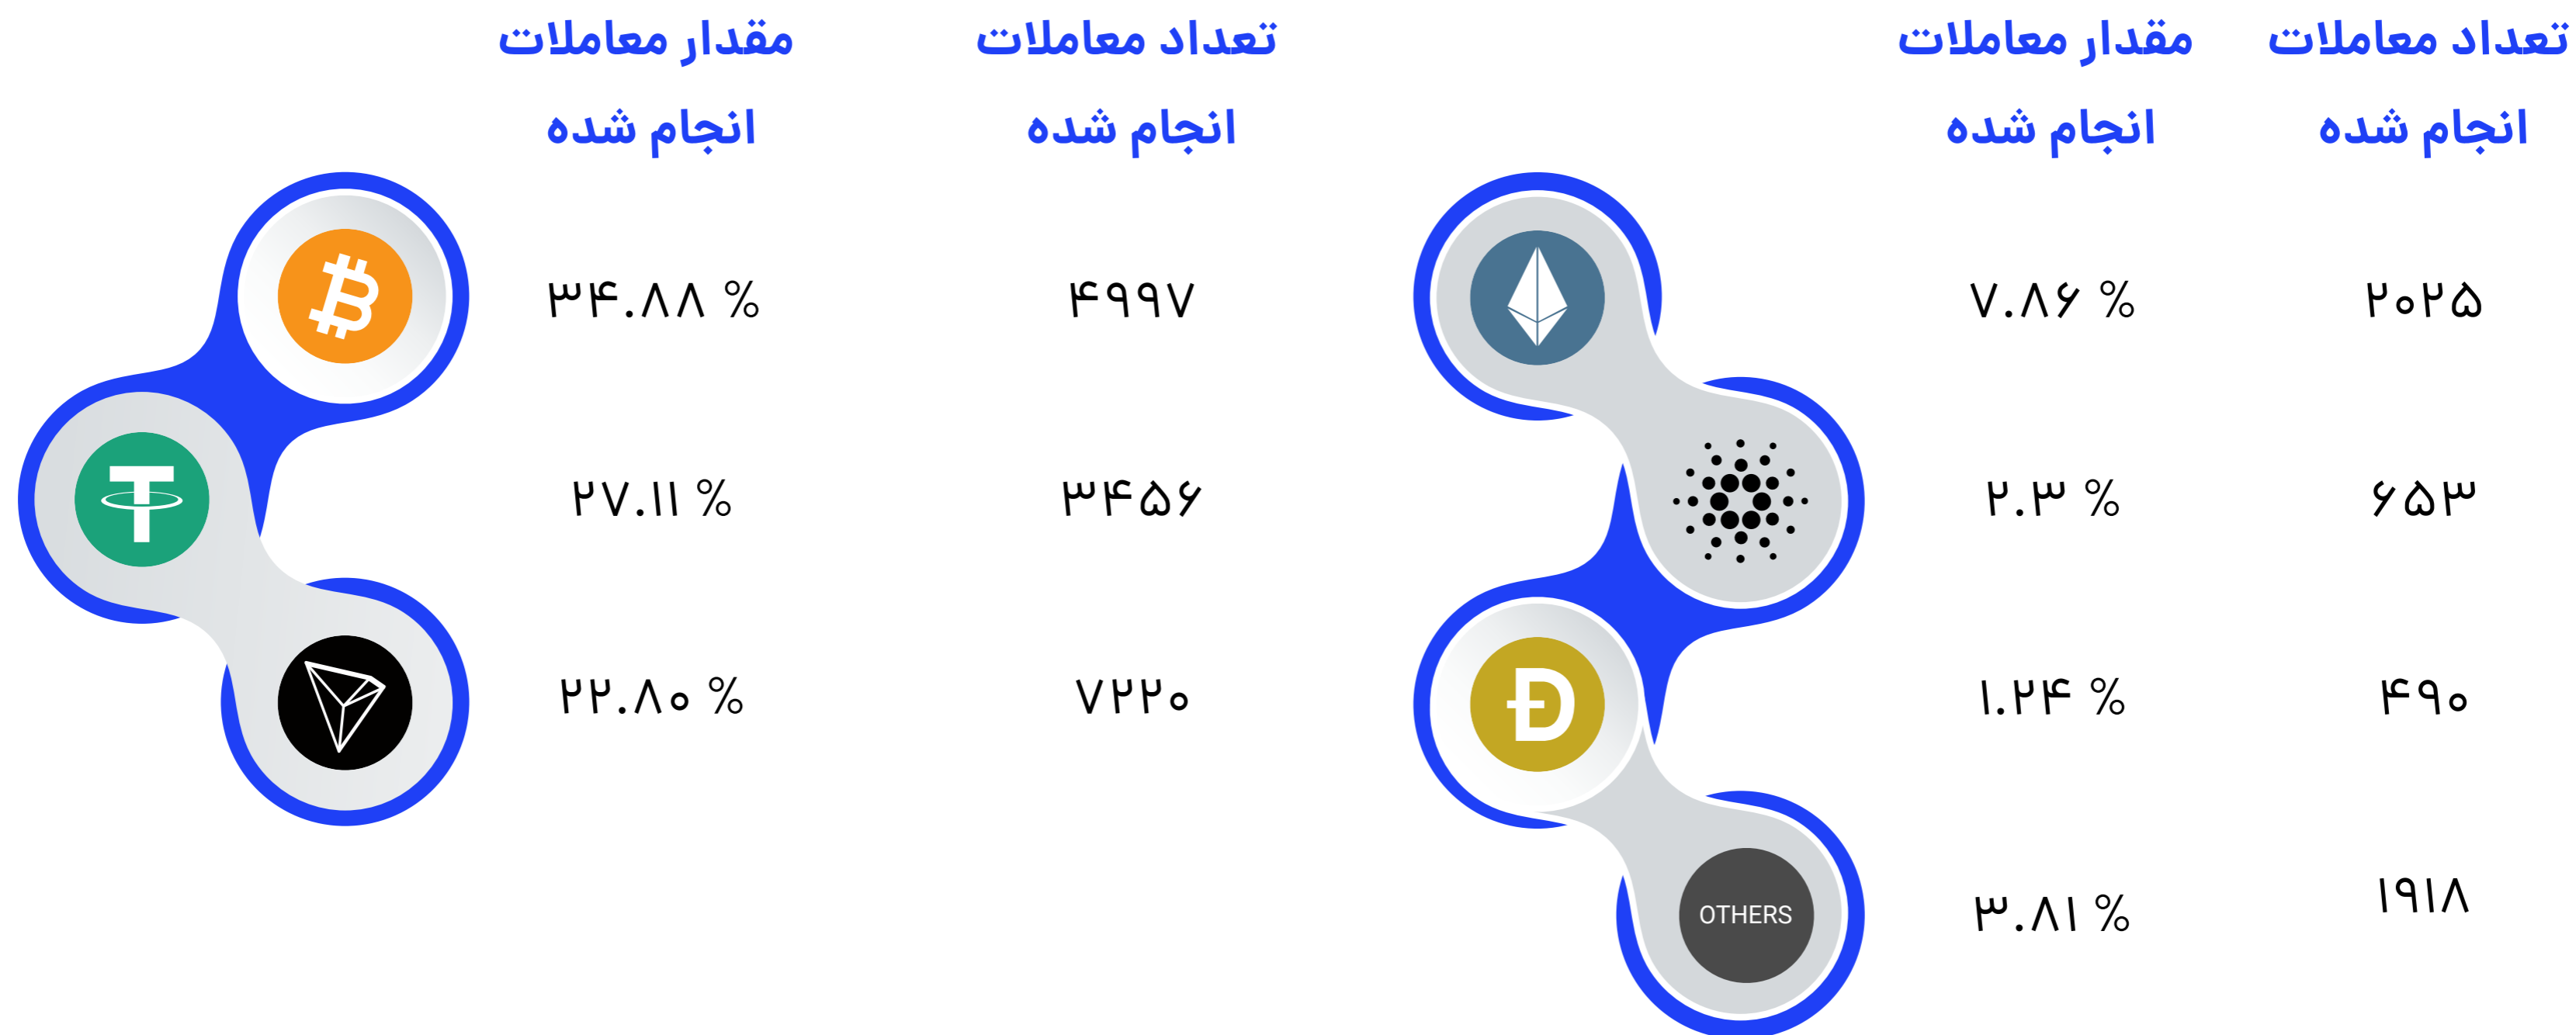 مقدار معاملات
انجام شده
تعداد معاملات
انجام شده
۳۴.۸۸ %
۴۹۹۷
۲۷.۱۱ %
۳۴۵۶
۲۲.۸۰ %
۷۲۲۰
مقدار معاملات
انجام شده
تعداد معاملات
انجام شده
۷.۸۶ %
۲۰۲۵
۲.۳ %
۶۵۳
۱.۲۴ %
۴۹۰
OTHERS
۳.۸۱ %
۱۹۱۸